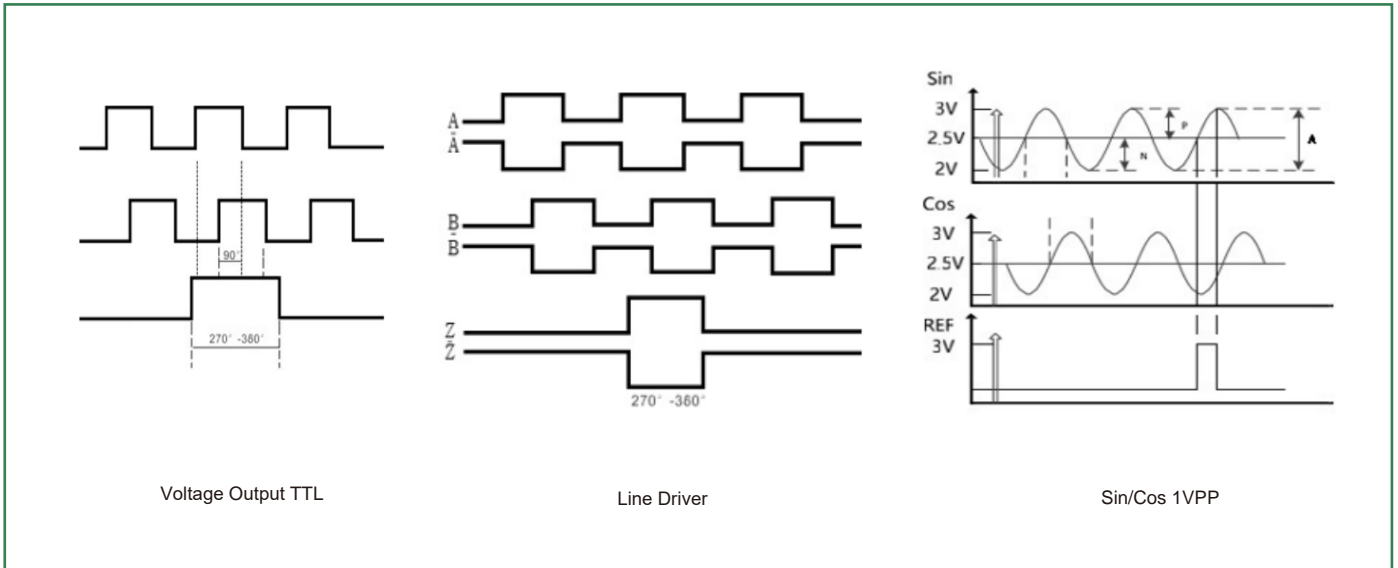 90°
270° -360°
A
Ā
B
B̄
Z
Z̄
270° -360°
Sin
3V
2.5V
2V
P
N
A
Cos
3V
2.5V
2V
REF
3V
Voltage Output TTL
Line Driver
Sin/Cos 1VPP